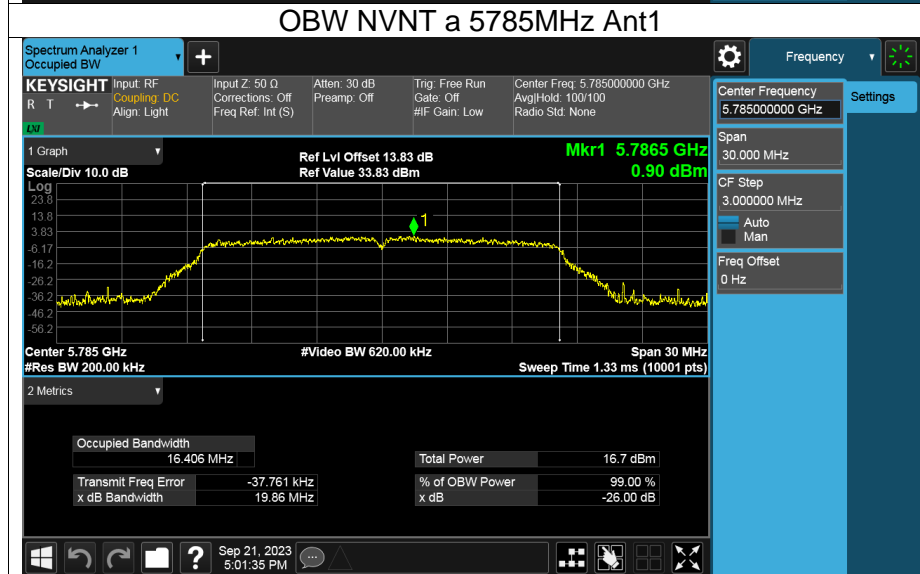 OBW NVNT a 5785MHz Ant1
Spectrum Analyzer 1
Occupied BW
+
Frequency
KEYSIGHT
R T
LXI
Input: RF
Coupling: DC
Align: Light
Input Z: 50 Ω
Corrections: Off
Freq Ref: Int (S)
Atten: 30 dB
Preamp: Off
Trig: Free Run
Gate: Off
#IF Gain: Low
Center Freq: 5.785000000 GHz
Avg|Hold: 100/100
Radio Std: None
Center Frequency
5.785000000 GHz
Settings
Span
30.000 MHz
CF Step
3.000000 MHz
Auto
Man
Freq Offset
0 Hz
1 Graph
Scale/Div 10.0 dB
Ref Lvl Offset 13.83 dB
Ref Value 33.83 dBm
Mkr1 5.7865 GHz
0.90 dBm
Log
23.8
13.8
3.83
-6.17
-16.2
-26.2
-36.2
-46.2
-56.2
1
Center 5.785 GHz
#Res BW 200.00 kHz
#Video BW 620.00 kHz
Span 30 MHz
Sweep Time 1.33 ms (10001 pts)
2 Metrics
Occupied Bandwidth
16.406 MHz
Transmit Freq Error -37.761 kHz
x dB Bandwidth 19.86 MHz
Total Power 16.7 dBm
% of OBW Power 99.00 %
x dB -26.00 dB
?
Sep 21, 2023
5:01:35 PM